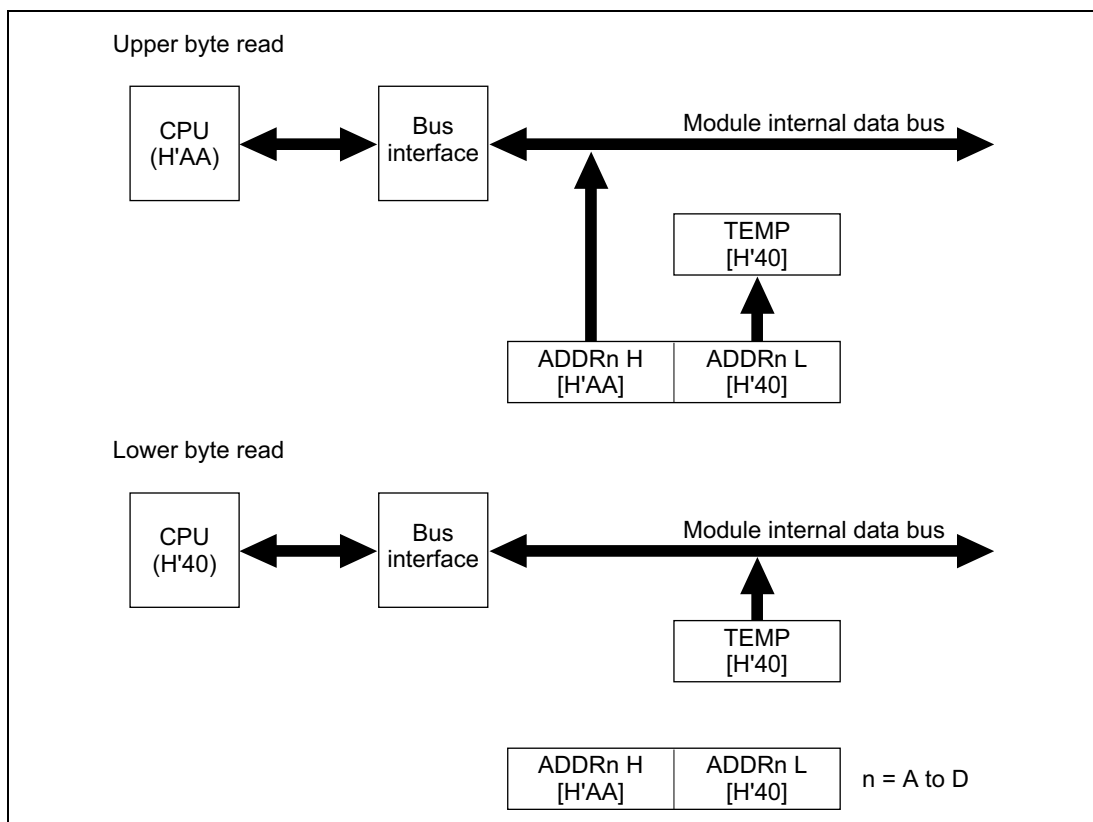 Upper byte read
CPU
(H'AA)
Bus
interface
Module internal data bus
TEMP
[H'40]
ADDRn H
[H'AA]
ADDRn L
[H'40]
Lower byte read
CPU
(H'40)
Bus
interface
Module internal data bus
TEMP
[H'40]
ADDRn H
[H'AA]
ADDRn L
[H'40]
n = A to D